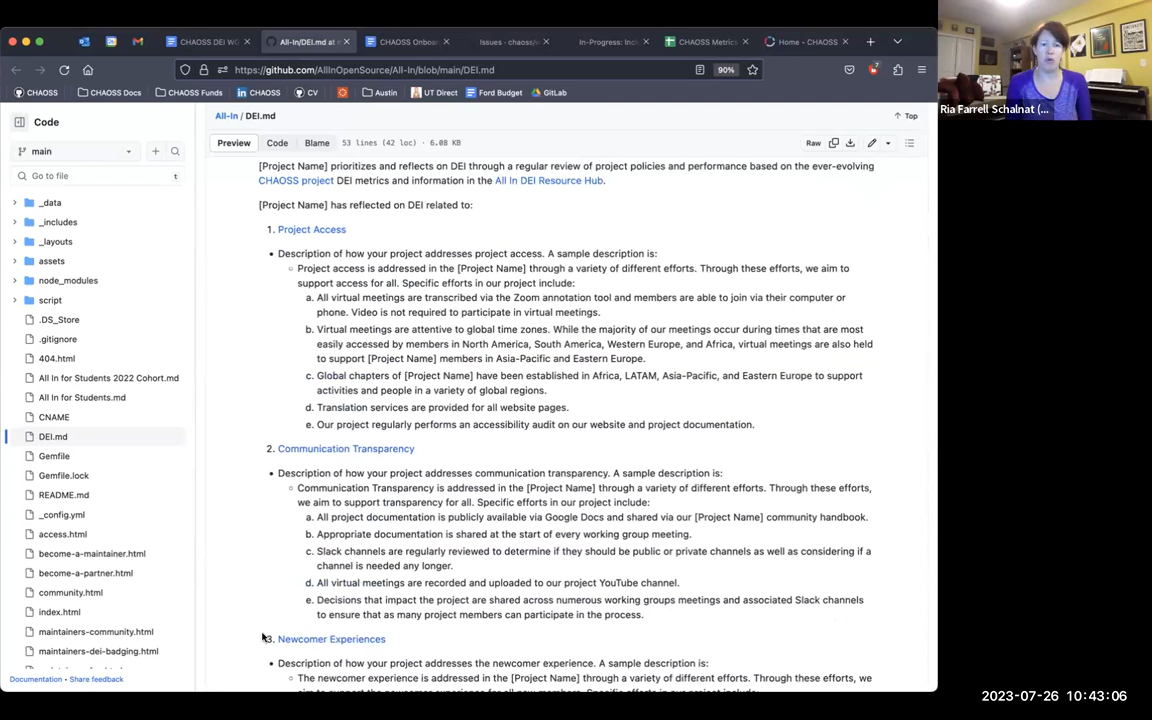 CHAOSS DEI WO
All-In/DEI.md at
CHAOSS Onboa
Issues · chaoss/w
In-Progress: Incl
CHAOSS Metric
Home - CHAOSS
https://github.com/AllInOpenSource/All-In/blob/main/DEI.md
90%
7
CHAOSS
CHAOSS Docs
CHAOSS Funds
CHAOSS
CV
Austin
UT Direct
Ford Budget
GitLab
Ria Farrell Schalnat (...
Code
All-In / DEI.md
Top
main
Preview
Code
Blame
53 lines (42 loc) · 6.08 KB
Raw
Go to file
t
_data
_includes
_layouts
assets
node_modules
script
.DS_Store
.gitignore
404.html
All In for Students 2022 Cohort.md
All In for Students.md
CNAME
DEI.md
Gemfile
Gemfile.lock
README.md
_config.yml
access.html
become-a-maintainer.html
become-a-partner.html
community.html
index.html
maintainers-community.html
maintainers-dei-badging.html
Documentation · Share feedback
[Project Name] prioritizes and reflects on DEI through a regular review of project policies and performance based on the ever-evolving
CHAOSS project DEI metrics and information in the All In DEI Resource Hub.
[Project Name] has reflected on DEI related to:
1. Project Access
• Description of how your project addresses project access. A sample description is:
○ Project access is addressed in the [Project Name] through a variety of different efforts. Through these efforts, we aim to
support access for all. Specific efforts in our project include:
a. All virtual meetings are transcribed via the Zoom annotation tool and members are able to join via their computer or
phone. Video is not required to participate in virtual meetings.
b. Virtual meetings are attentive to global time zones. While the majority of our meetings occur during times that are most
easily accessed by members in North America, South America, Western Europe, and Africa, virtual meetings are also held
to support [Project Name] members in Asia-Pacific and Eastern Europe.
c. Global chapters of [Project Name] have been established in Africa, LATAM, Asia-Pacific, and Eastern Europe to support
activities and people in a variety of global regions.
d. Translation services are provided for all website pages.
e. Our project regularly performs an accessibility audit on our website and project documentation.
2. Communication Transparency
• Description of how your project addresses communication transparency. A sample description is:
○ Communication Transparency is addressed in the [Project Name] through a variety of different efforts. Through these efforts,
we aim to support transparency for all. Specific efforts in our project include:
a. All project documentation is publicly available via Google Docs and shared via our [Project Name] community handbook.
b. Appropriate documentation is shared at the start of every working group meeting.
c. Slack channels are regularly reviewed to determine if they should be public or private channels as well as considering if a
channel is needed any longer.
d. All virtual meetings are recorded and uploaded to our project YouTube channel.
e. Decisions that impact the project are shared across numerous working groups meetings and associated Slack channels
to ensure that as many project members can participate in the process.
3. Newcomer Experiences
• Description of how your project addresses the newcomer experience. A sample description is:
○ The newcomer experience is addressed in the [Project Name] through a variety of different efforts. Through these efforts, we
2023-07-26 10:43:06